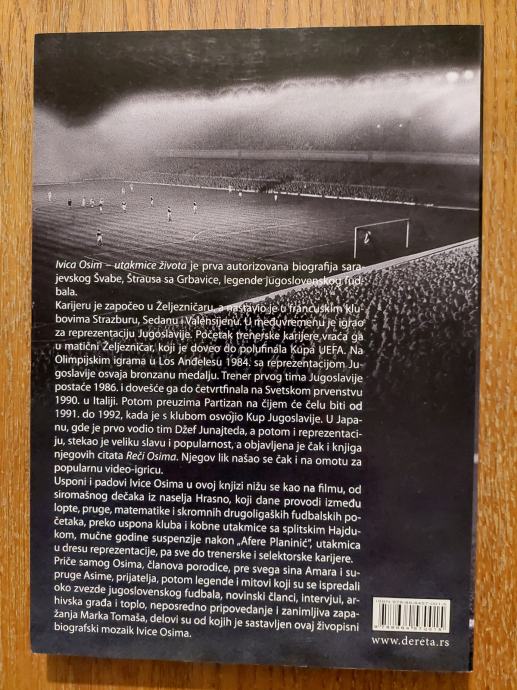 Ivica Osim – utakmice života je prva autorizovana biografija sara
jevskog Švabe, Štrausa sa Grbavice, legende jugoslovenskog fud
bala.
Karijeru je započeo u Željezničaru, a nastavio je u francuskim klu-
bovima Strazburu, Sedanu i Valensijenu. U međuvremenu je igrao
za reprezentaciju Jugoslavije. Početak trenerske karijere vraća ga
u matični Željezničar, koji je doveo do polufinala Kupa UEFA. Na
Olimpijskim igrama u Los Anđelesu 1984. sa reprezentacijom Ju-
goslavije osvaja bronzanu medalju. Trener prvog tima Jugoslavije
postaće 1986. i dovešće ga do četvrtfinala na Svetskom prvenstvu
1990. u Italiji. Potom preuzima Partizan na čijem će čelu biti od
1991. do 1992, kada je s klubom osvojio Kup Jugoslavije. U Japa-
nu, gde je prvo vodio tim Džef Junajteda, a potom i reprezentaci-
ju, stekao je veliku slavu i popularnost, a objavljena je čak i knjiga
njegovih citata Reči Osima. Njegov lik našao se čak i na omotu za
popularnu video-igricu.
Usponi i padovi Ivice Osima u ovoj knjizi nižu se kao na filmu, od
siromašnog dečaka iz naselja Hrasno, koji dane provodi između
lopte, pruge, matematike i skromnih drugoligaških fudbalskih po-
četaka, preko uspona kluba i kobne utakmice sa splitskim Hajdu-
kom, mučne godine suspenzije nakon „Afere Planinić”, utakmica
u dresu reprezentacije, pa sve do trenerske i selektorske karijere.
Priče samog Osima, članova porodice, pre svega sina Amara i su-
pruge Asime, prijatelja, potom legende i mitovi koji su se ispredali
oko zvezde jugoslovenskog fudbala, novinski članci, intervjui, ar-
hivska građa i toplo, neposredno pripovedanje i zanimljiva zapa-
žanja Marka Tomaša, delovi su od kojih je sastavljen ovaj živopisni
biografski mozaik Ivice Osima.
www.dereta.rs